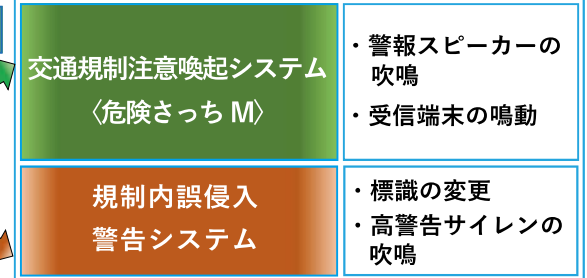 交通規制注意喚起システム
〈危険さっち M〉
・警報スピーカーの
吹鳴
・受信端末の鳴動
規制内誤侵入
警告システム
・標識の変更
・高警告サイレンの
吹鳴